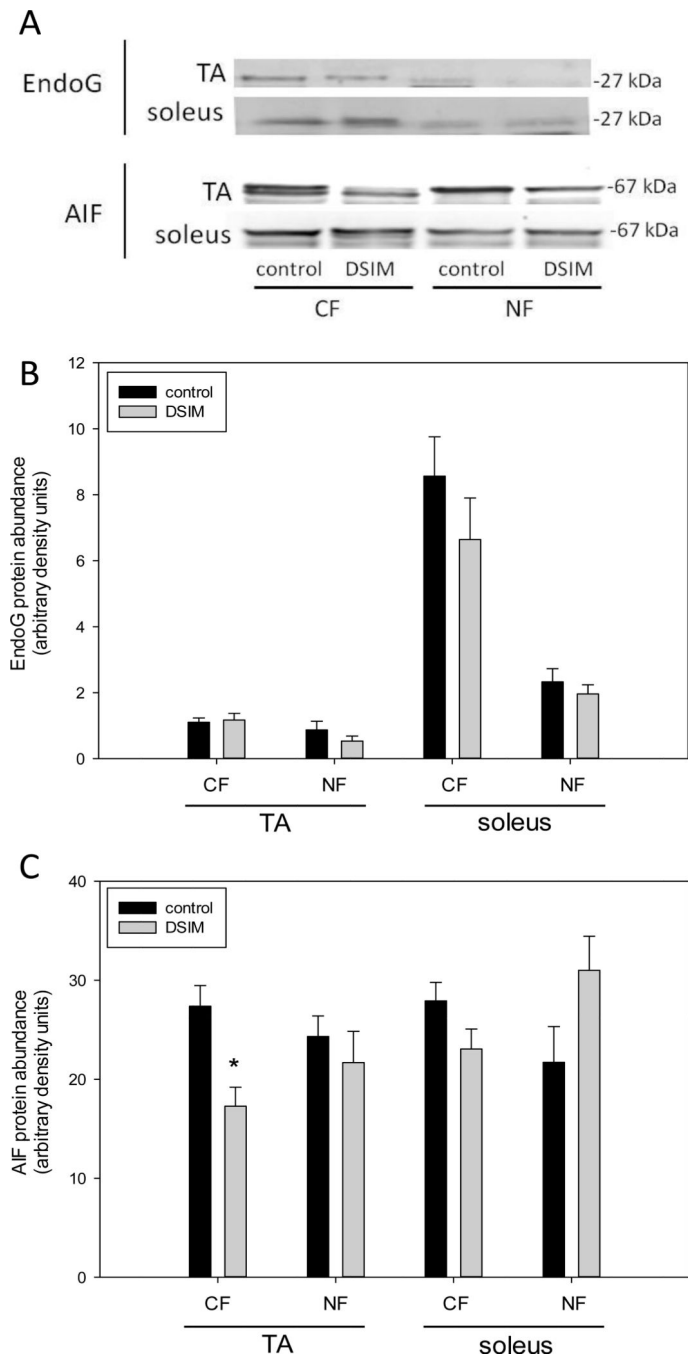 A
EndoG
TA
-27 kDa
soleus
-27 kDa
AIF
TA
-67 kDa
soleus
-67 kDa
control DSIM control DSIM
CF NF
B
EndoG protein abundance
(arbitrary density units)
12
10
8
6
4
2
0
control
DSIM
CF NF CF NF
TA soleus
C
AIF protein abundance
(arbitrary density units)
40
30
20
10
0
control
DSIM
*
CF NF CF NF
TA soleus